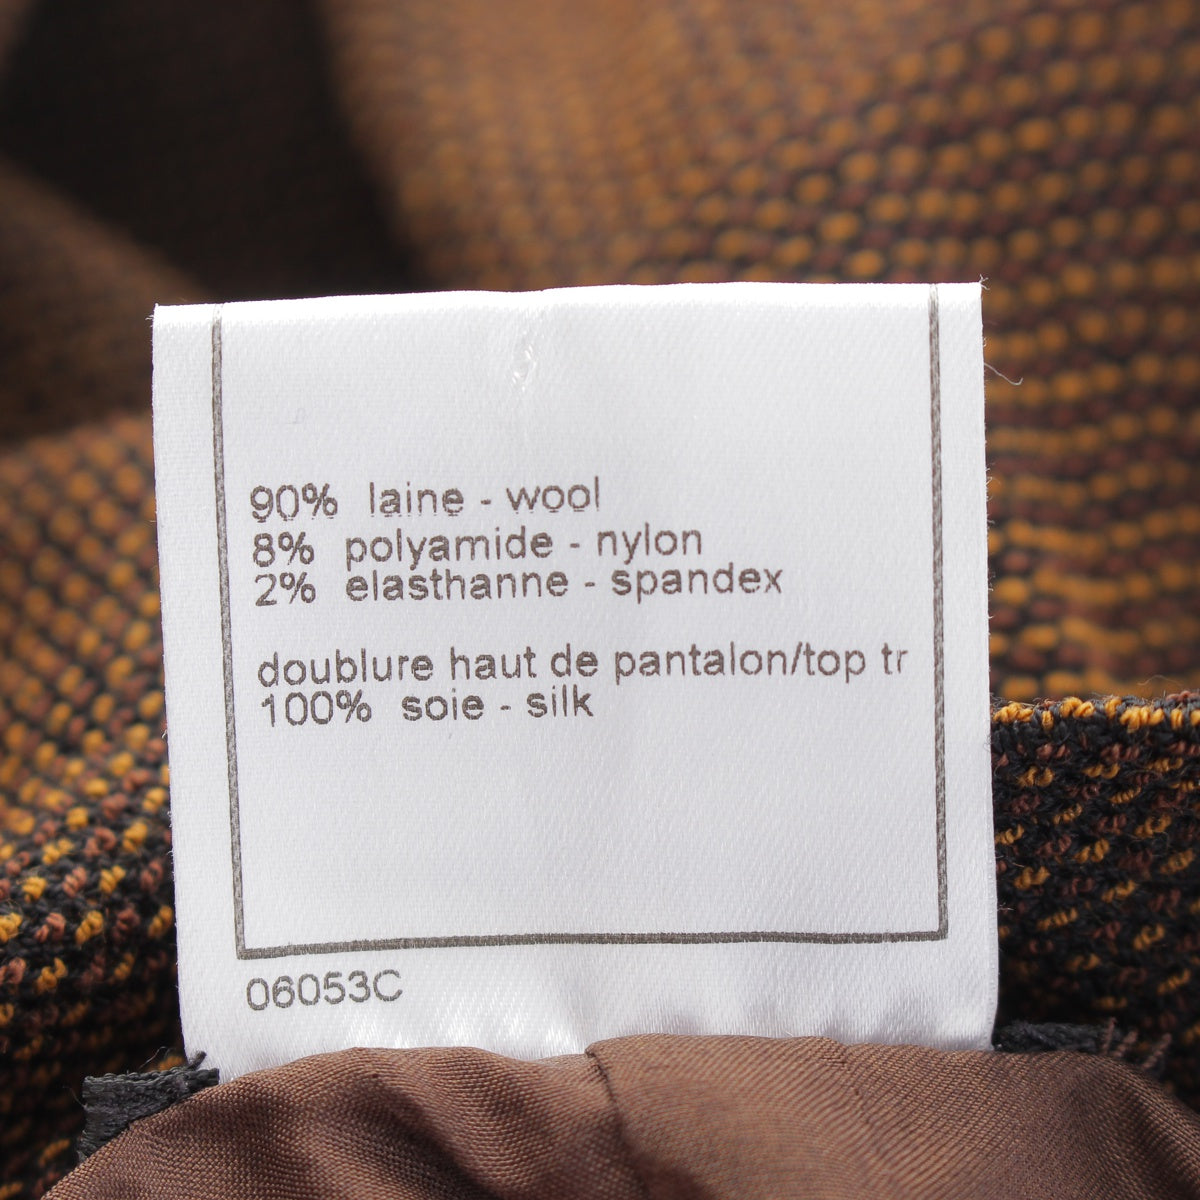 90% laine - wool
8% polyamide - nylon
2% elasthanne - spandex
doublure haut de pantalon/top tr
100% soie - silk
06053C